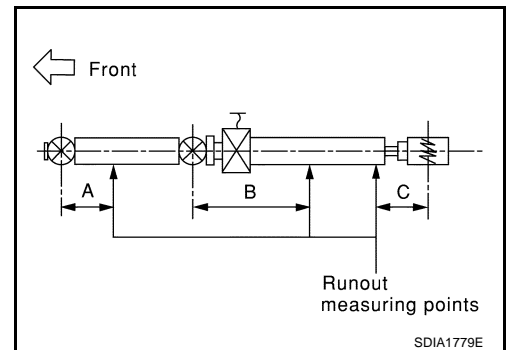 Front
A
B
C
Runout
measuring points
SDIA1779E